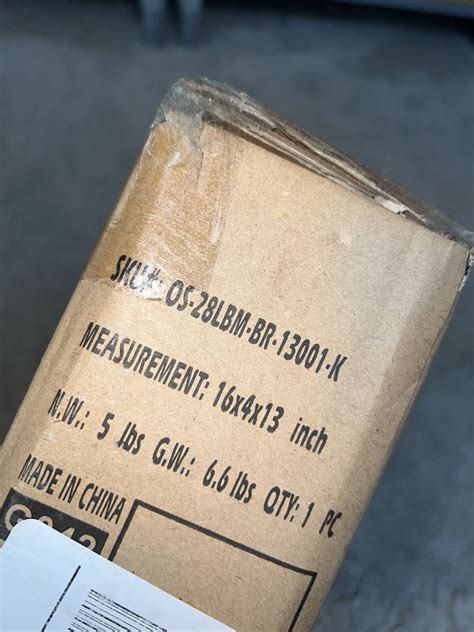 SKU#: OS-28LBM-BR-13001-K
MEASUREMENT: 16x4x13 inch
N.W.: 5 lbs G.W.: 6.6 lbs QTY: 1 PC
MADE IN CHINA